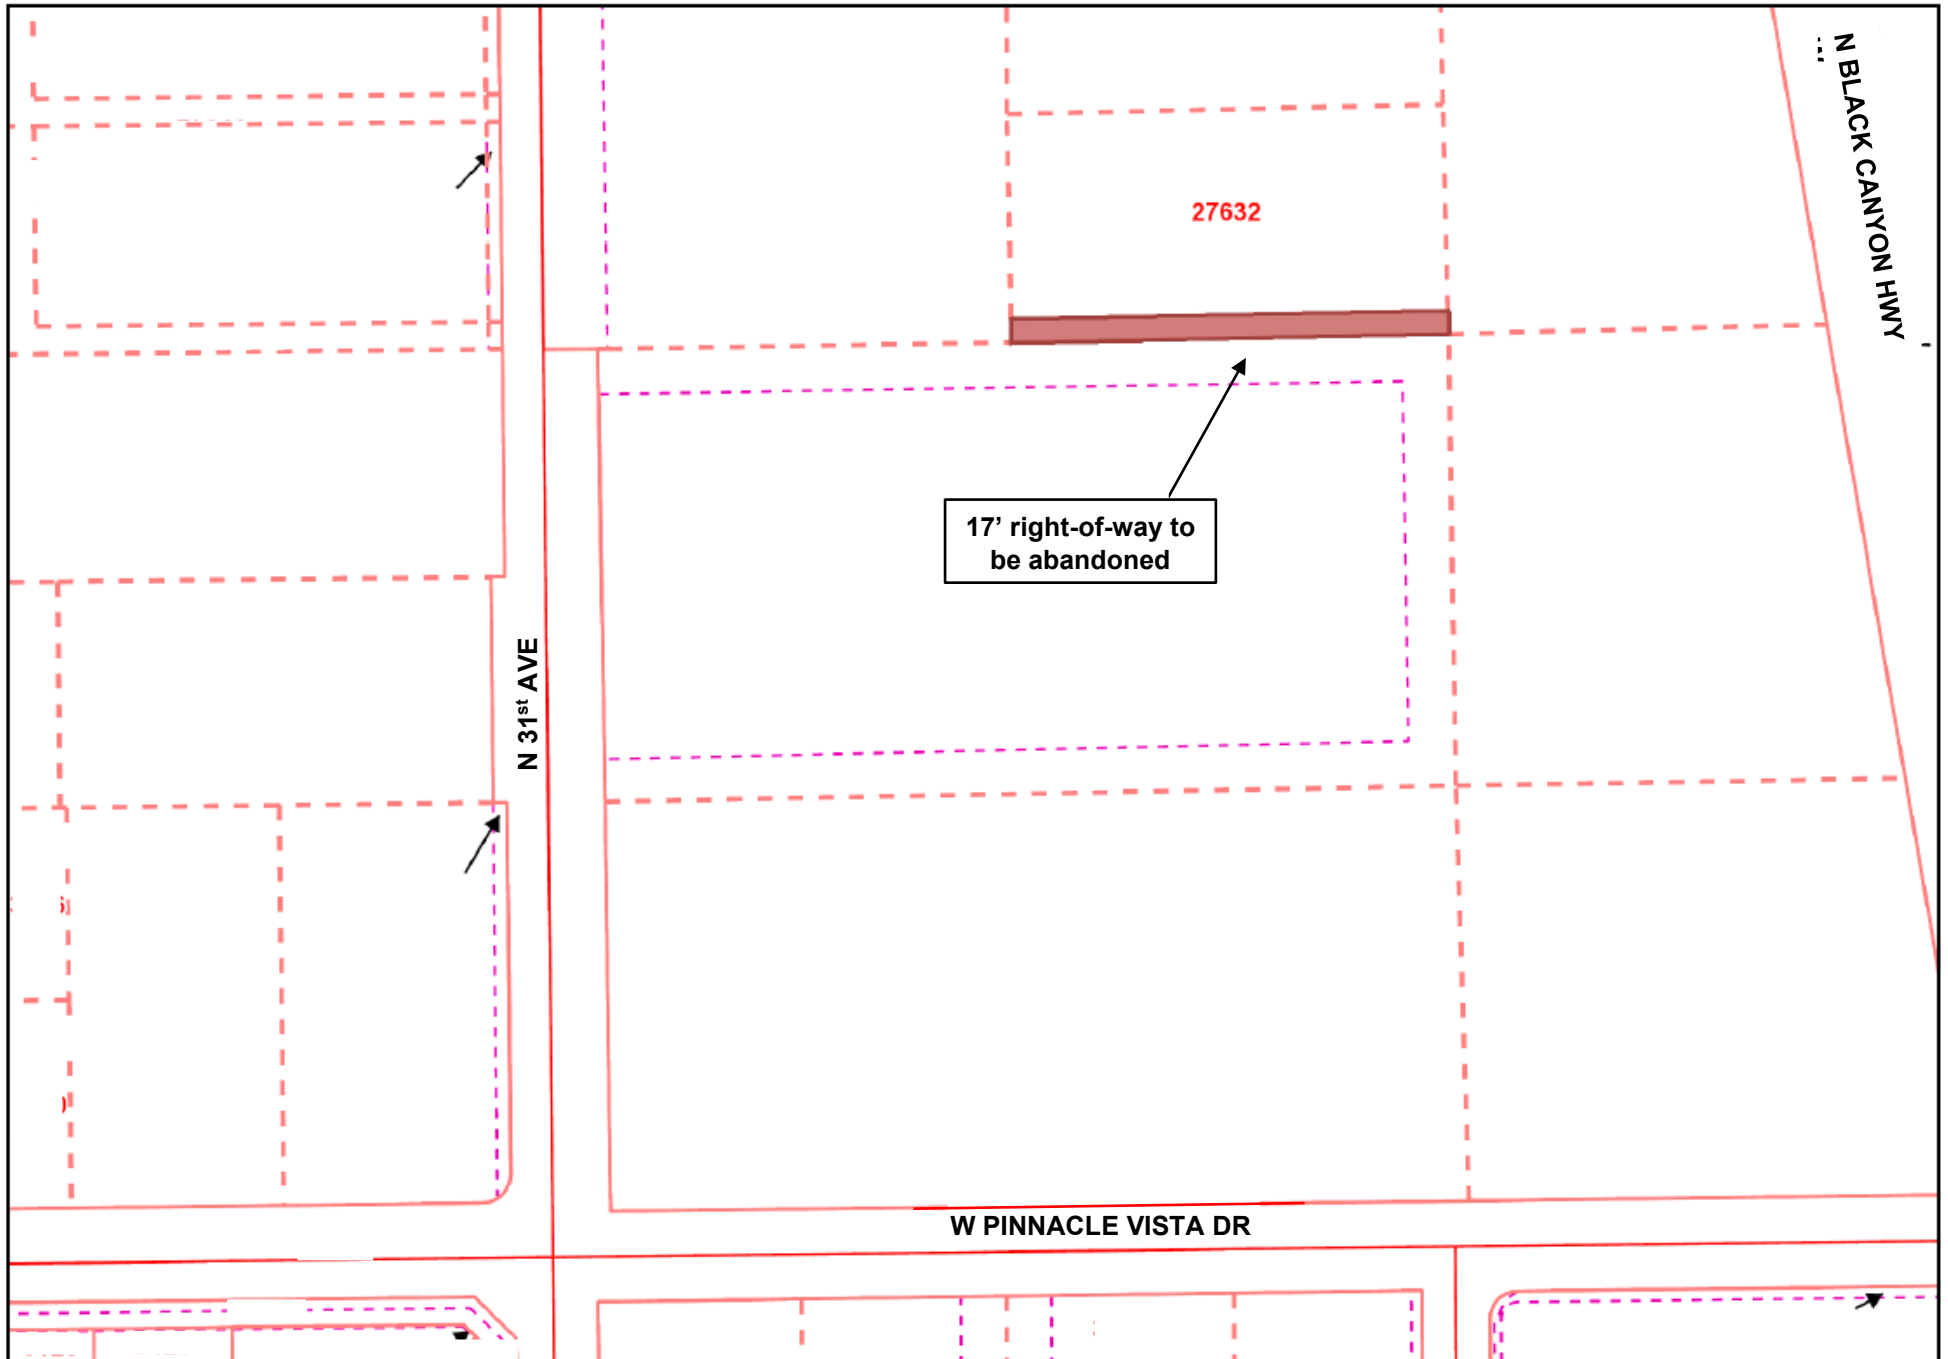 N BLACK CANYON HWY
27632
17’ right-of-way to
be abandoned
N 31st AVE
W PINNACLE VISTA DR